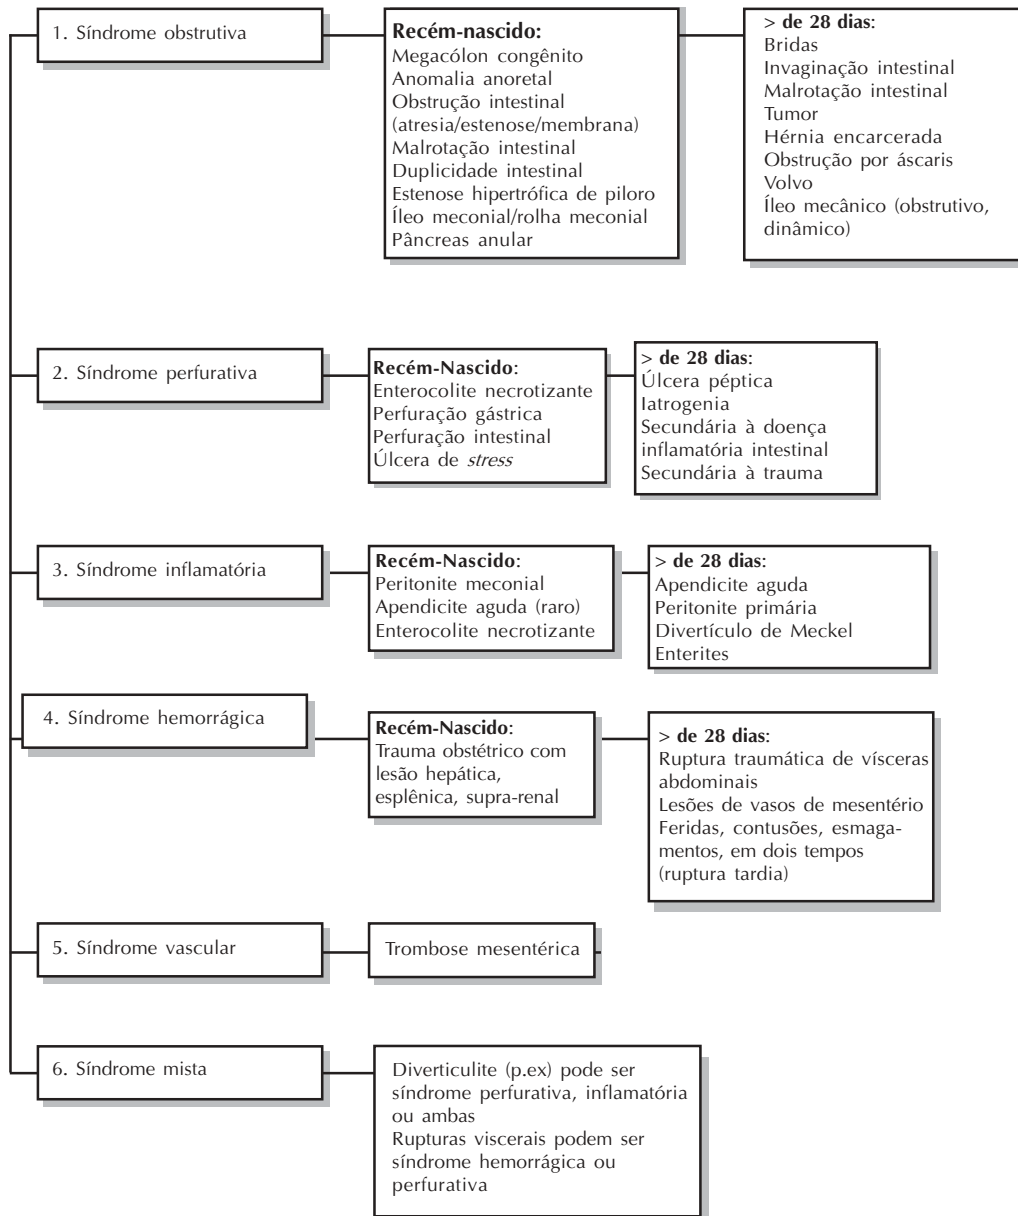 1. Síndrome obstrutiva
Recém-nascido:
Megacólon congênito
Anomalia anoretal
Obstrução intestinal
(atresia/estenose/membrana)
Malrotação intestinal
Duplicidade intestinal
Estenose hipertrófica de piloro
Íleo meconial/rolha meconial
Pâncreas anular
> de 28 dias:
Bridas
Invaginação intestinal
Malrotação intestinal
Tumor
Hérnia encarcerada
Obstrução por áscaris
Volvo
Íleo mecânico (obstrutivo,
dinâmico)
2. Síndrome perfurativa
Recém-Nascido:
Enterocolite necrotizante
Perfuração gástrica
Perfuração intestinal
Úlcera de stress
> de 28 dias:
Úlcera péptica
Iatrogenia
Secundária à doença
inflamatória intestinal
Secundária à trauma
3. Síndrome inflamatória
Recém-Nascido:
Peritonite meconial
Apendicite aguda (raro)
Enterocolite necrotizante
> de 28 dias:
Apendicite aguda
Peritonite primária
Divertículo de Meckel
Enterites
4. Síndrome hemorrágica
Recém-Nascido:
Trauma obstétrico com
lesão hepática,
esplênica, supra-renal
> de 28 dias:
Ruptura traumática de vísceras
abdominais
Lesões de vasos de mesentério
Feridas, contusões, esmaga-
mentos, em dois tempos
(ruptura tardia)
5. Síndrome vascular
Trombose mesentérica
6. Síndrome mista
Diverticulite (p.ex) pode ser
síndrome perfurativa, inflamatória
ou ambas
Rupturas viscerais podem ser
síndrome hemorrágica ou
perfurativa